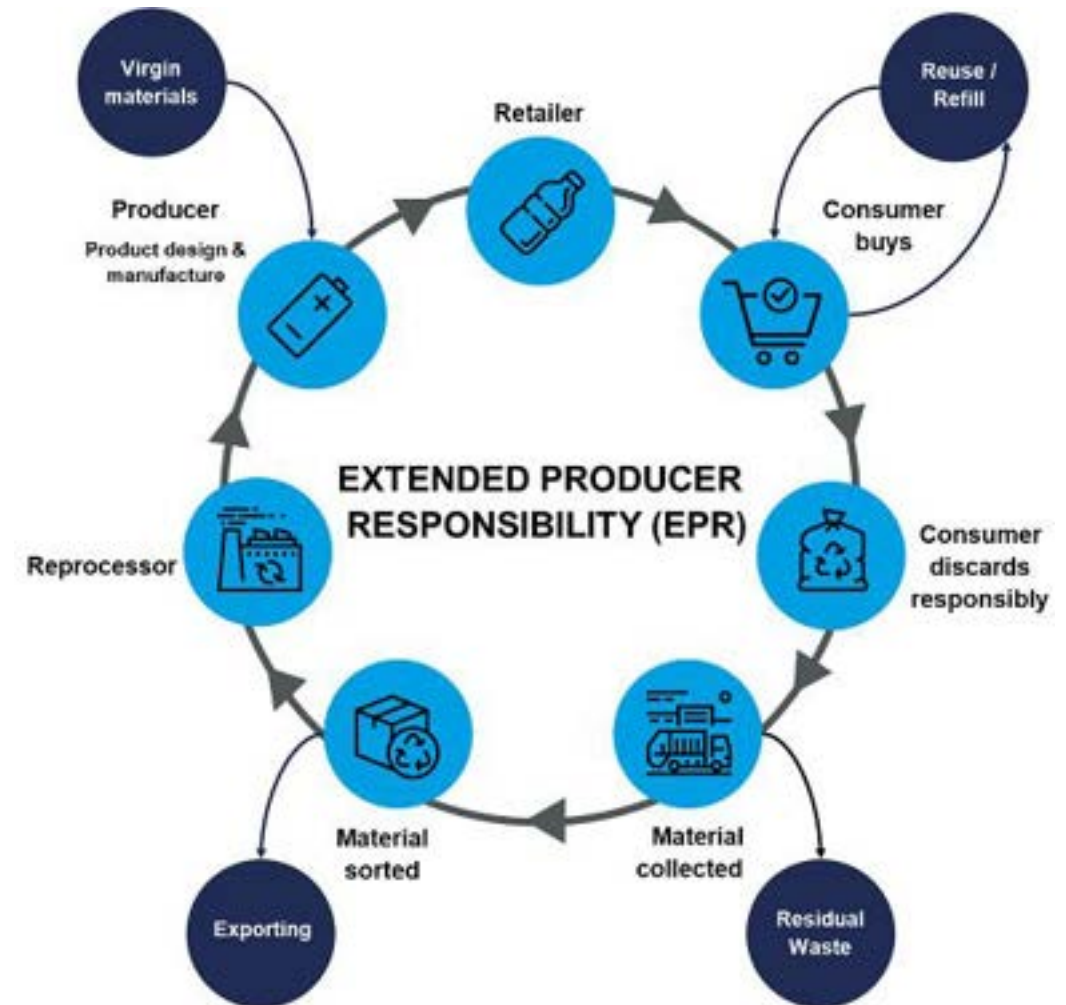 Virgin
materials
Reuse /
Refill
Retailer
Producer
Product design &
manufacture
Consumer
buys
EXTENDED PRODUCER
RESPONSIBILITY (EPR)
Reprocessor
Consumer
discards
responsibly
Material
sorted
Material
collected
Exporting
Residual
Waste